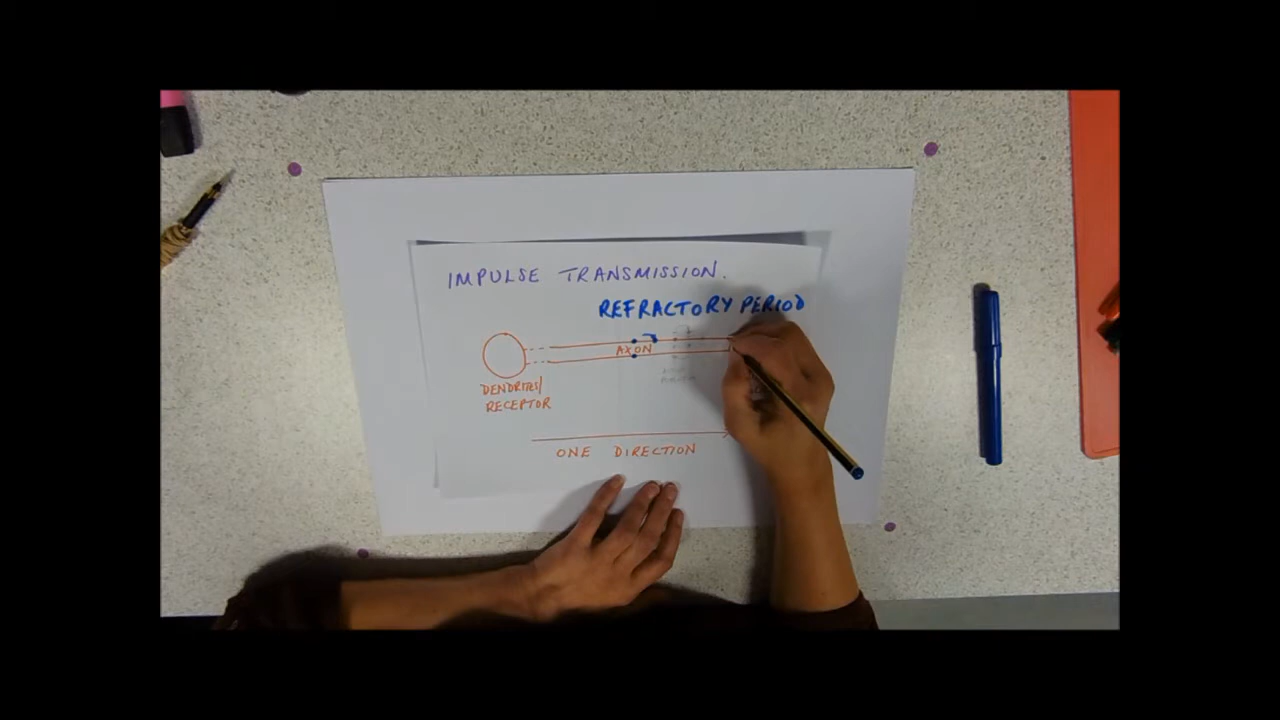 IMPULSE TRANSMISSION.
REFRACTORY PERIOD
AXON
DENDRITES/
RECEPTOR
ONE DIRECTION